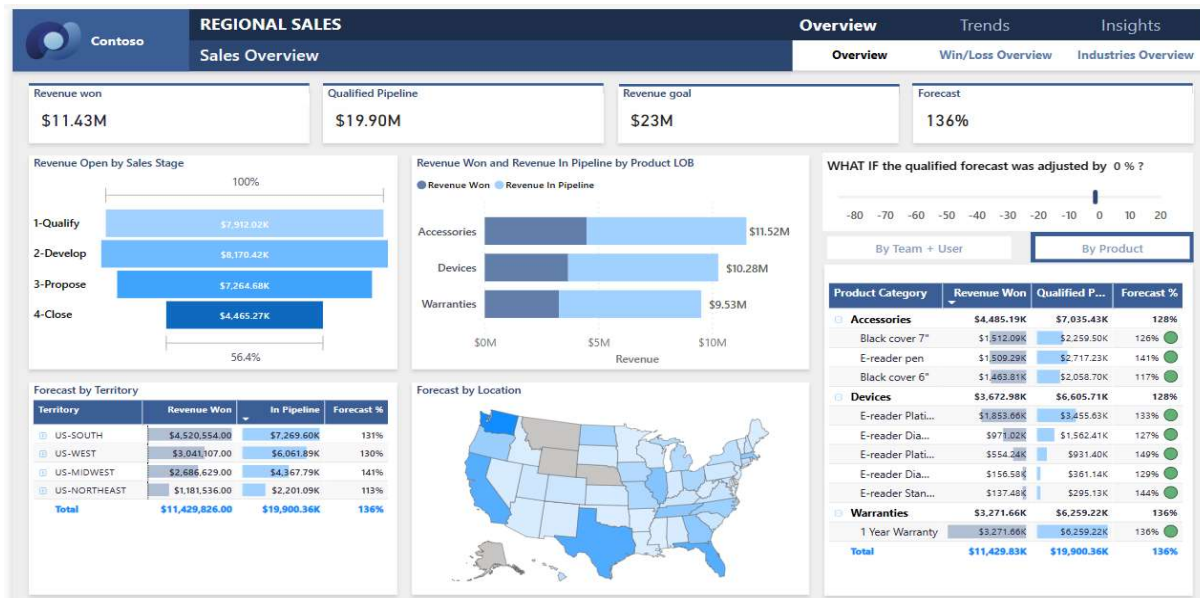 Contoso
REGIONAL SALES
Sales Overview
Overview Trends Insights
Overview Win/Loss Overview Industries Overview
Revenue won
$11.43M
Qualified Pipeline
$19.90M
Revenue goal
$23M
Forecast
136%
Revenue Open by Sales Stage
100%
1-Qualify $7,912.02K
2-Develop $8,170.42K
3-Propose $7,264.68K
4-Close $4,465.27K
56.4%
Revenue Won and Revenue In Pipeline by Product LOB
Revenue Won Revenue In Pipeline
Accessories $11.52M
Devices $10.28M
Warranties $9.53M
$0M $5M $10M
Revenue
WHAT IF the qualified forecast was adjusted by 0 % ?
-80 -70 -60 -50 -40 -30 -20 -10 0 10 20
By Team + User By Product
Product Category Revenue Won Qualified P... Forecast %
Accessories $4,485.19K $7,035.43K 128%
Black cover 7" $1,512.09K $2,259.50K 126%
E-reader pen $1,509.29K $2,717.23K 141%
Black cover 6" $1,463.81K $2,058.70K 117%
Devices $3,672.98K $6,605.71K 128%
E-reader Plati... $1,853.66K $3,455.63K 133%
E-reader Dia... $971.02K $1,562.41K 127%
E-reader Plati... $554.24K $931.40K 149%
E-reader Dia... $156.58K $361.14K 129%
E-reader Stan... $137.48K $295.13K 144%
Warranties $3,271.66K $6,259.22K 136%
1 Year Warranty $3,271.66K $6,259.22K 136%
Total $11,429.83K $19,900.36K 136%
Forecast by Territory
Territory Revenue Won In Pipeline Forecast %
US-SOUTH $4,520,554.00 $7,269.60K 131%
US-WEST $3,041,107.00 $6,061.89K 130%
US-MIDWEST $2,686,629.00 $4,367.79K 141%
US-NORTHEAST $1,181,536.00 $2,201.09K 113%
Total $11,429,826.00 $19,900.36K 136%
Forecast by Location